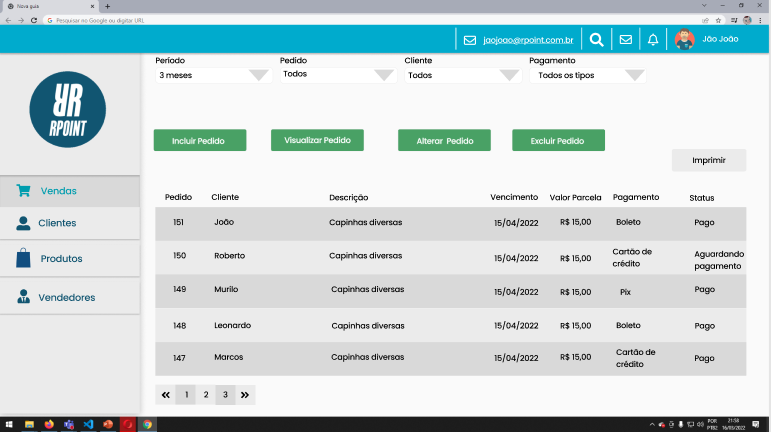 Nova guia
Pesquisar no Google ou digitar URL
jaojoao@rpoint.com.br
Jão João
RR
RPOINT
Período
Pedido
Cliente
Pagamento
3 meses
Todos
Todos
Todos os tipos
Incluir Pedido
Visualizar Pedido
Alterar Pedido
Excluir Pedido
Imprimir
Vendas
Clientes
Produtos
Vendedores
Pedido Cliente Descrição Vencimento Valor Parcela Pagamento Status
151 João Capinhas diversas 15/04/2022 R$ 15,00 Boleto Pago
150 Roberto Capinhas diversas 15/04/2022 R$ 15,00 Cartão de Aguardando
crédito pagamento
149 Murilo Capinhas diversas 15/04/2022 R$ 15,00 Pix Pago
148 Leonardo Capinhas diversas 15/04/2022 R$ 15,00 Boleto Pago
147 Marcos Capinhas diversas 15/04/2022 R$ 15,00 Cartão de Pago
crédito
« 1 2 3 »
POR 21:58
PTB2 16/03/2022